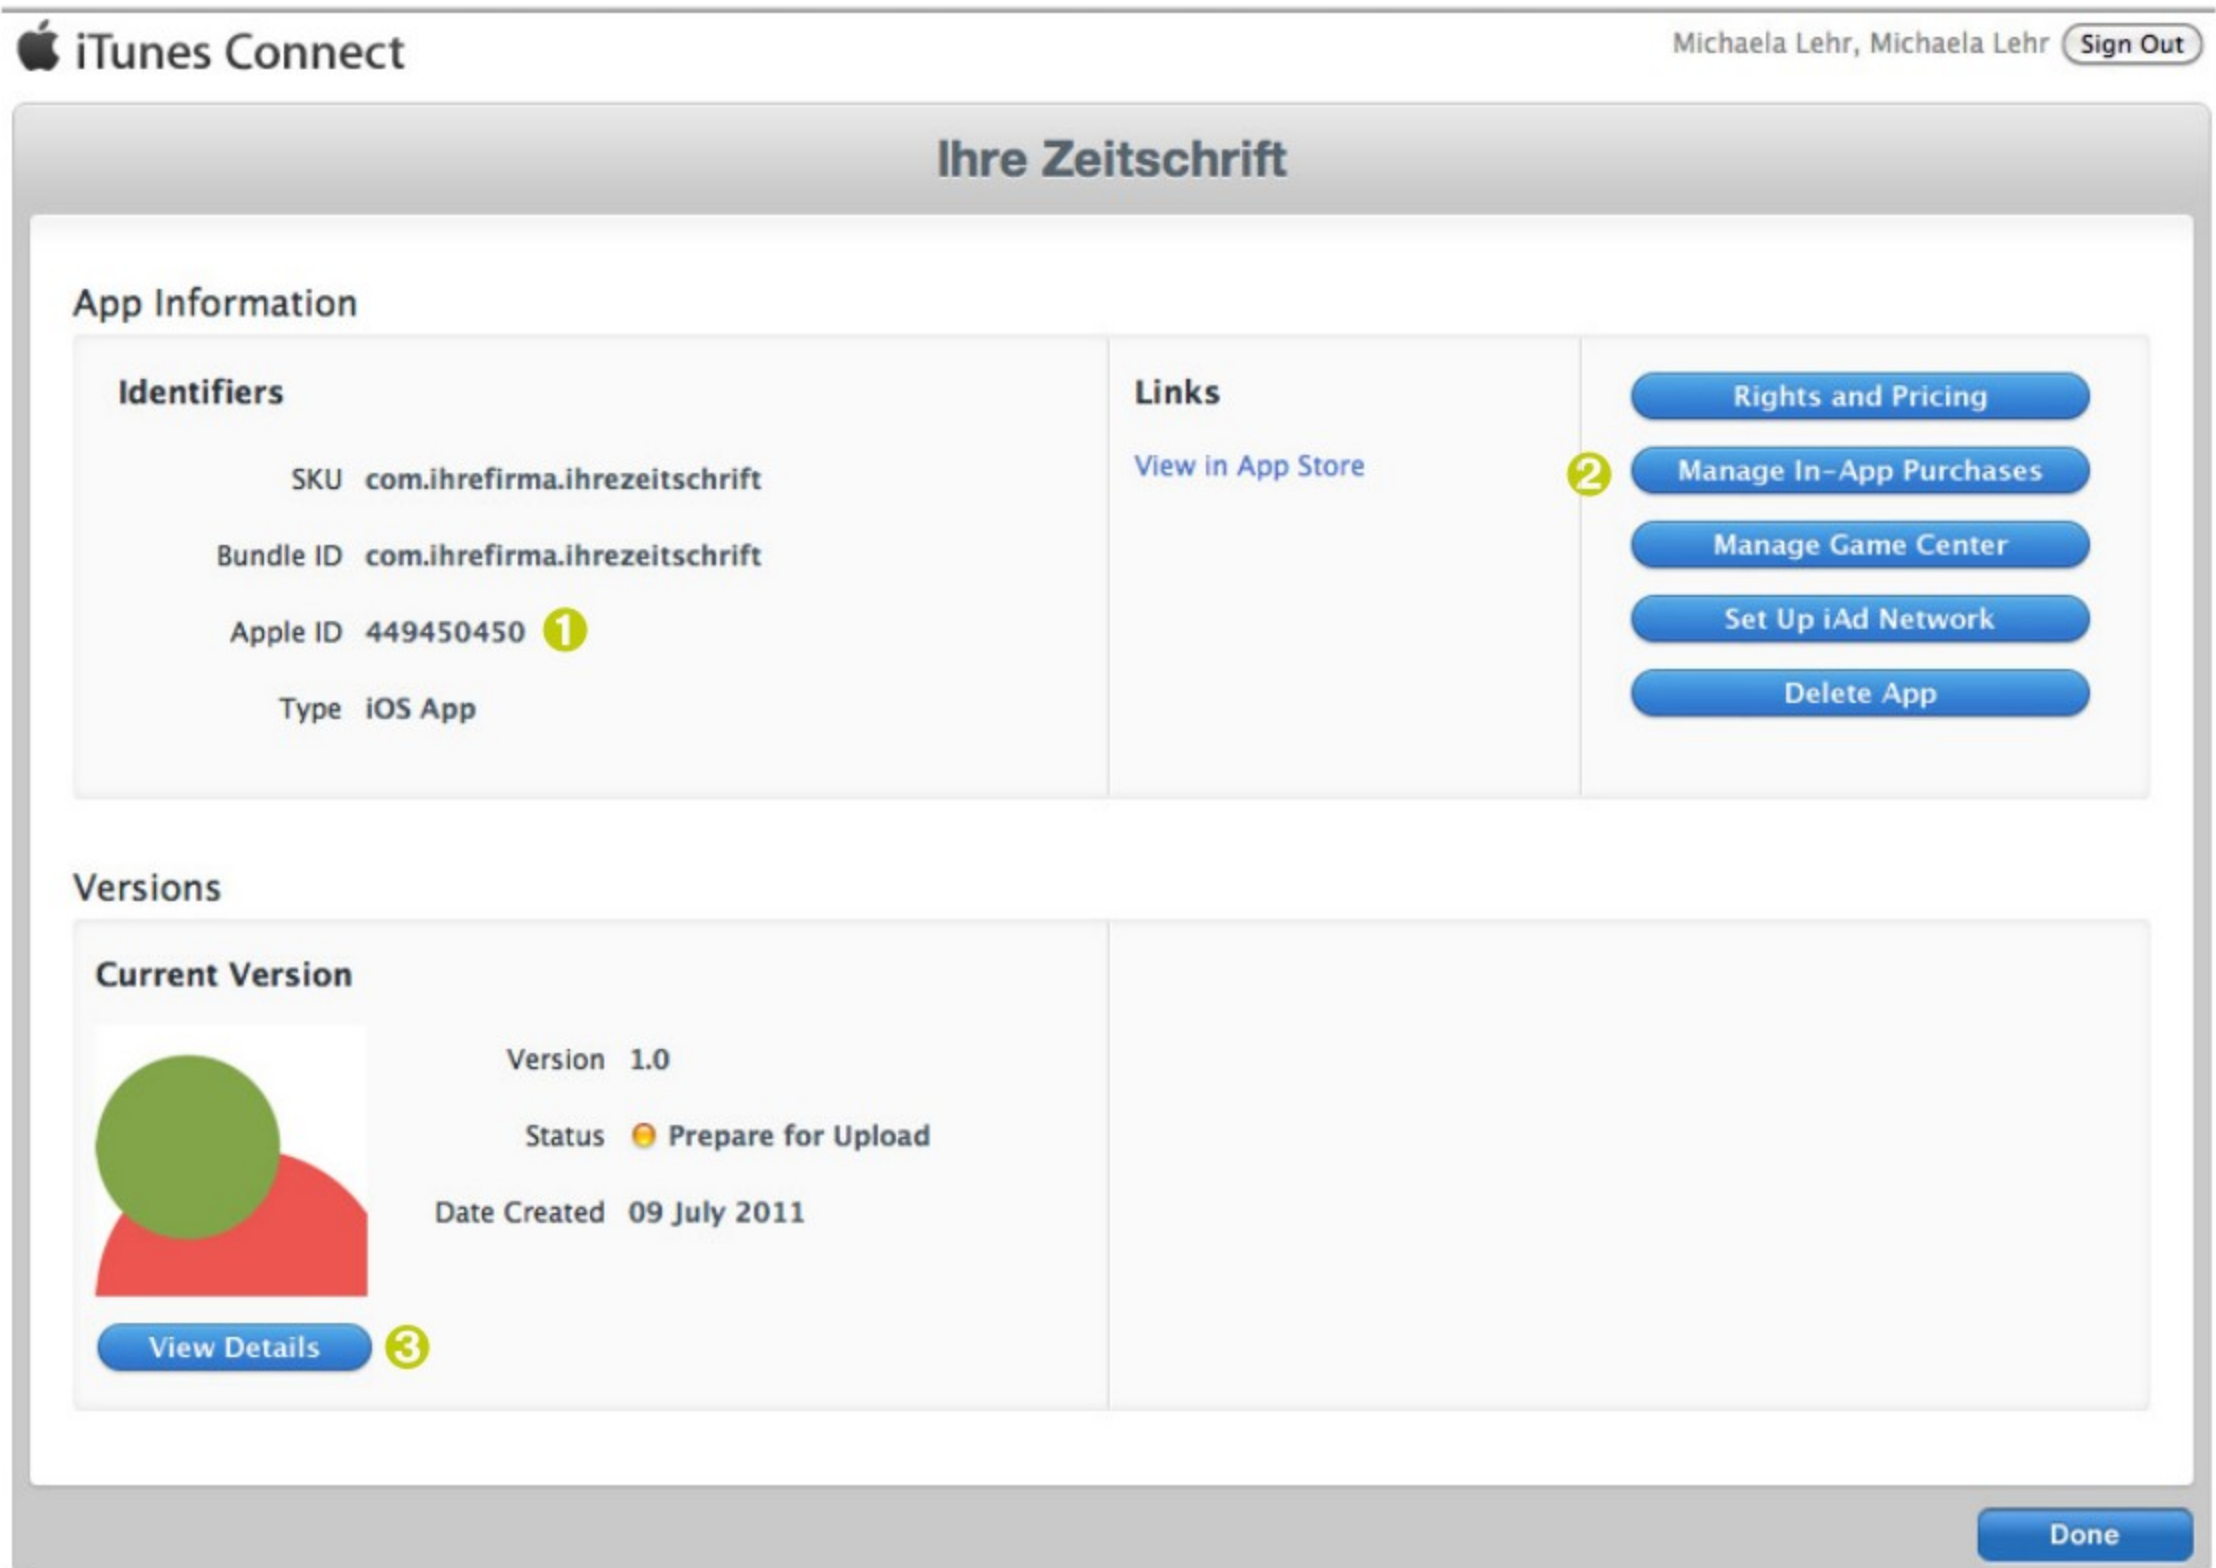 iTunes Connect
Michaela Lehr, Michaela Lehr Sign Out
Ihre Zeitschrift
App Information
Identifiers
SKU com.ihrefirma.ihrezeitschrift
Bundle ID com.ihrefirma.ihrezeitschrift
Apple ID 449450450 1
Type iOS App
Links
View in App Store
Rights and Pricing
2 Manage In-App Purchases
Manage Game Center
Set Up iAd Network
Delete App
Versions
Current Version
Version 1.0
Status Prepare for Upload
Date Created 09 July 2011
View Details 3
Done